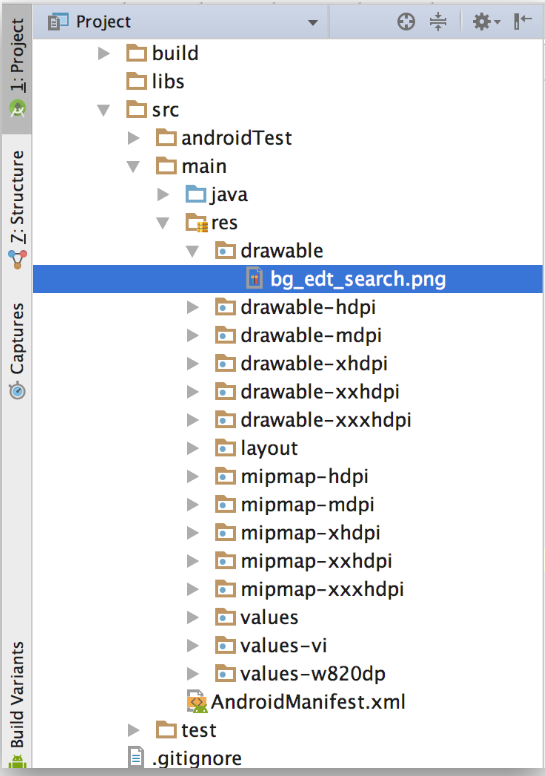 Project
1: Project
Z: Structure
Captures
Build Variants
build
libs
src
androidTest
main
java
res
drawable
bg_edt_search.png
drawable-hdpi
drawable-mdpi
drawable-xhdpi
drawable-xxhdpi
drawable-xxxhdpi
layout
mipmap-hdpi
mipmap-mdpi
mipmap-xhdpi
mipmap-xxhdpi
mipmap-xxxhdpi
values
values-vi
values-w820dp
AndroidManifest.xml
test
.gitignore